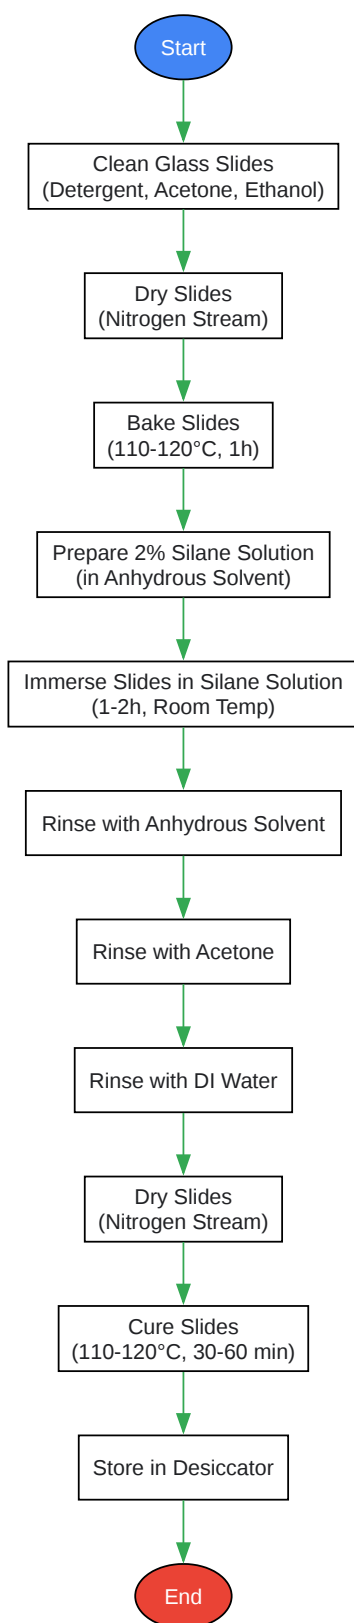 Start
Clean Glass Slides
(Detergent, Acetone, Ethanol)
Dry Slides
(Nitrogen Stream)
Bake Slides
(110-120°C, 1h)
Prepare 2% Silane Solution
(in Anhydrous Solvent)
Immerse Slides in Silane Solution
(1-2h, Room Temp)
Rinse with Anhydrous Solvent
Rinse with Acetone
Rinse with DI Water
Dry Slides
(Nitrogen Stream)
Cure Slides
(110-120°C, 30-60 min)
Store in Desiccator
End